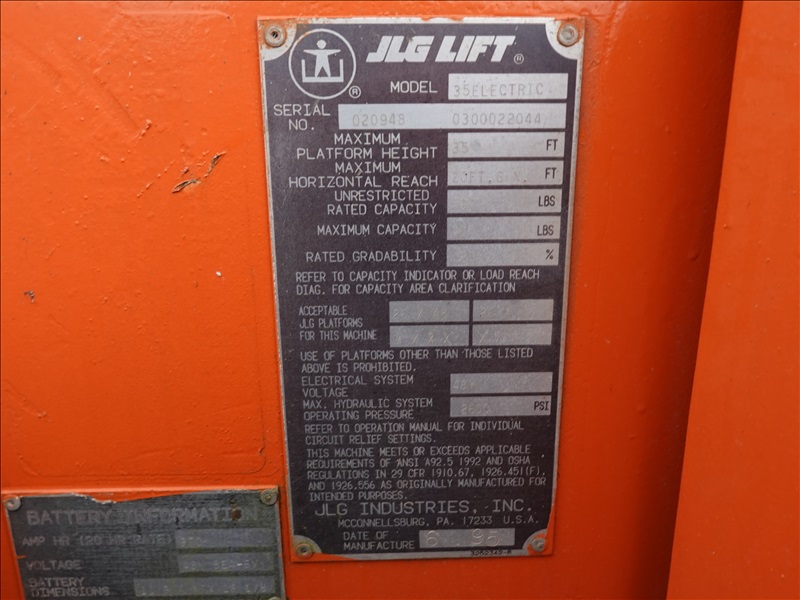 JLG LIFT ®
®
MODEL 35ELECTRIC
SERIAL NO. 020948 0300022044
MAXIMUM
PLATFORM HEIGHT 35 FT
MAXIMUM
HORIZONTAL REACH FT
UNRESTRICTED
RATED CAPACITY LBS
MAXIMUM CAPACITY LBS
RATED GRADABILITY %
REFER TO CAPACITY INDICATOR OR LOAD REACH
DIAG. FOR CAPACITY AREA CLARIFICATION
ACCEPTABLE
JLG PLATFORMS
FOR THIS MACHINE
USE OF PLATFORMS OTHER THAN THOSE LISTED
ABOVE IS PROHIBITED.
ELECTRICAL SYSTEM
VOLTAGE
MAX. HYDRAULIC SYSTEM
OPERATING PRESSURE PSI
REFER TO OPERATION MANUAL FOR INDIVIDUAL
CIRCUIT RELIEF SETTINGS.
THIS MACHINE MEETS OR EXCEEDS APPLICABLE
REQUIREMENTS OF ANSI A92.5 1992 AND OSHA
REGULATIONS IN 29 CFR 1910.67, 1926.451(F),
AND 1926.556 AS ORIGINALLY MANUFACTURED FOR
INTENDED PURPOSES.
JLG INDUSTRIES, INC.
MCCONNELLSBURG, PA. 17233 U.S.A.
DATE OF
MANUFACTURE 6
BATTERY INFORMATION
AMP HR (20 HR RATE)
VOLTAGE
BATTERY
DIMENSIONS